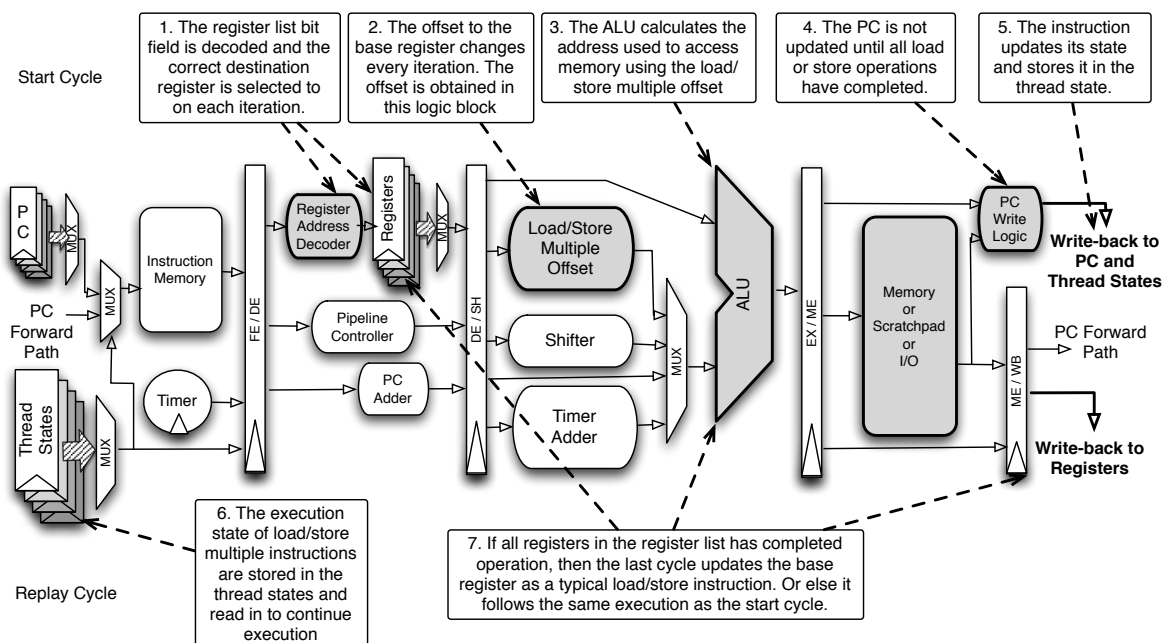 1. The register list bit
field is decoded and the
correct destination
register is selected to
on each iteration.
2. The offset to the
base register changes
every iteration. The
offset is obtained in
this logic block
3. The ALU calculates the
address used to access
memory using the load/
store multiple offset
4. The PC is not
updated until all load
or store operations
have completed.
5. The instruction
updates its state
and stores it in the
thread state.
Start Cycle
PC
MUX
MUX
PC
Forward
Path
Instruction
Memory
Thread
States
MUX
Timer
FE / DE
Register
Address
Decoder
Registers
MUX
Pipeline
Controller
PC
Adder
DE / SH
Load/Store
Multiple
Offset
Shifter
Timer
Adder
MUX
ALU
EX / ME
Memory
or
Scratchpad
or
I/O
PC
Write
Logic
Write-back to
PC and
Thread States
ME / WB
PC Forward
Path
Write-back to
Registers
6. The execution
state of load/store
multiple instructions
are stored in the
thread states and
read in to continue
execution
7. If all registers in the register list has completed
operation, then the last cycle updates the base
register as a typical load/store instruction. Or else it
follows the same execution as the start cycle.
Replay Cycle